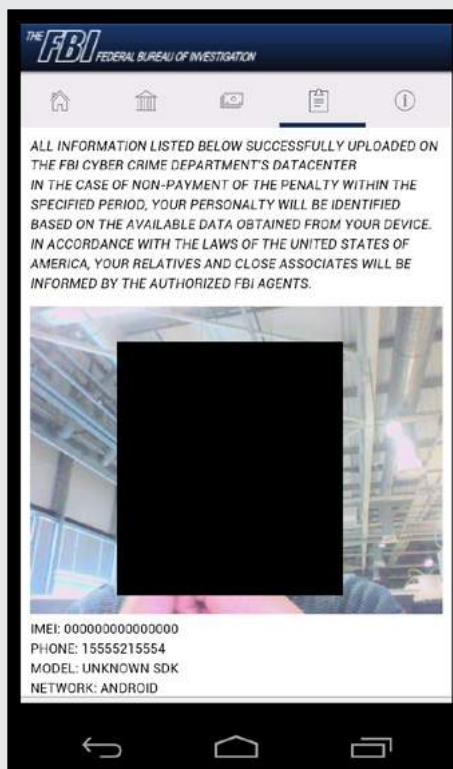 THE FBI FEDERAL BUREAU OF INVESTIGATION
ALL INFORMATION LISTED BELOW SUCCESSFULLY UPLOADED ON
THE FBI CYBER CRIME DEPARTMENT'S DATACENTER
IN THE CASE OF NON-PAYMENT OF THE PENALTY WITHIN THE
SPECIFIED PERIOD, YOUR PERSONALTY WILL BE IDENTIFIED
BASED ON THE AVAILABLE DATA OBTAINED FROM YOUR DEVICE.
IN ACCORDANCE WITH THE LAWS OF THE UNITED STATES OF
AMERICA, YOUR RELATIVES AND CLOSE ASSOCIATES WILL BE
INFORMED BY THE AUTHORIZED FBI AGENTS.
IMEI: 000000000000000
PHONE: 15555215554
MODEL: UNKNOWN SDK
NETWORK: ANDROID